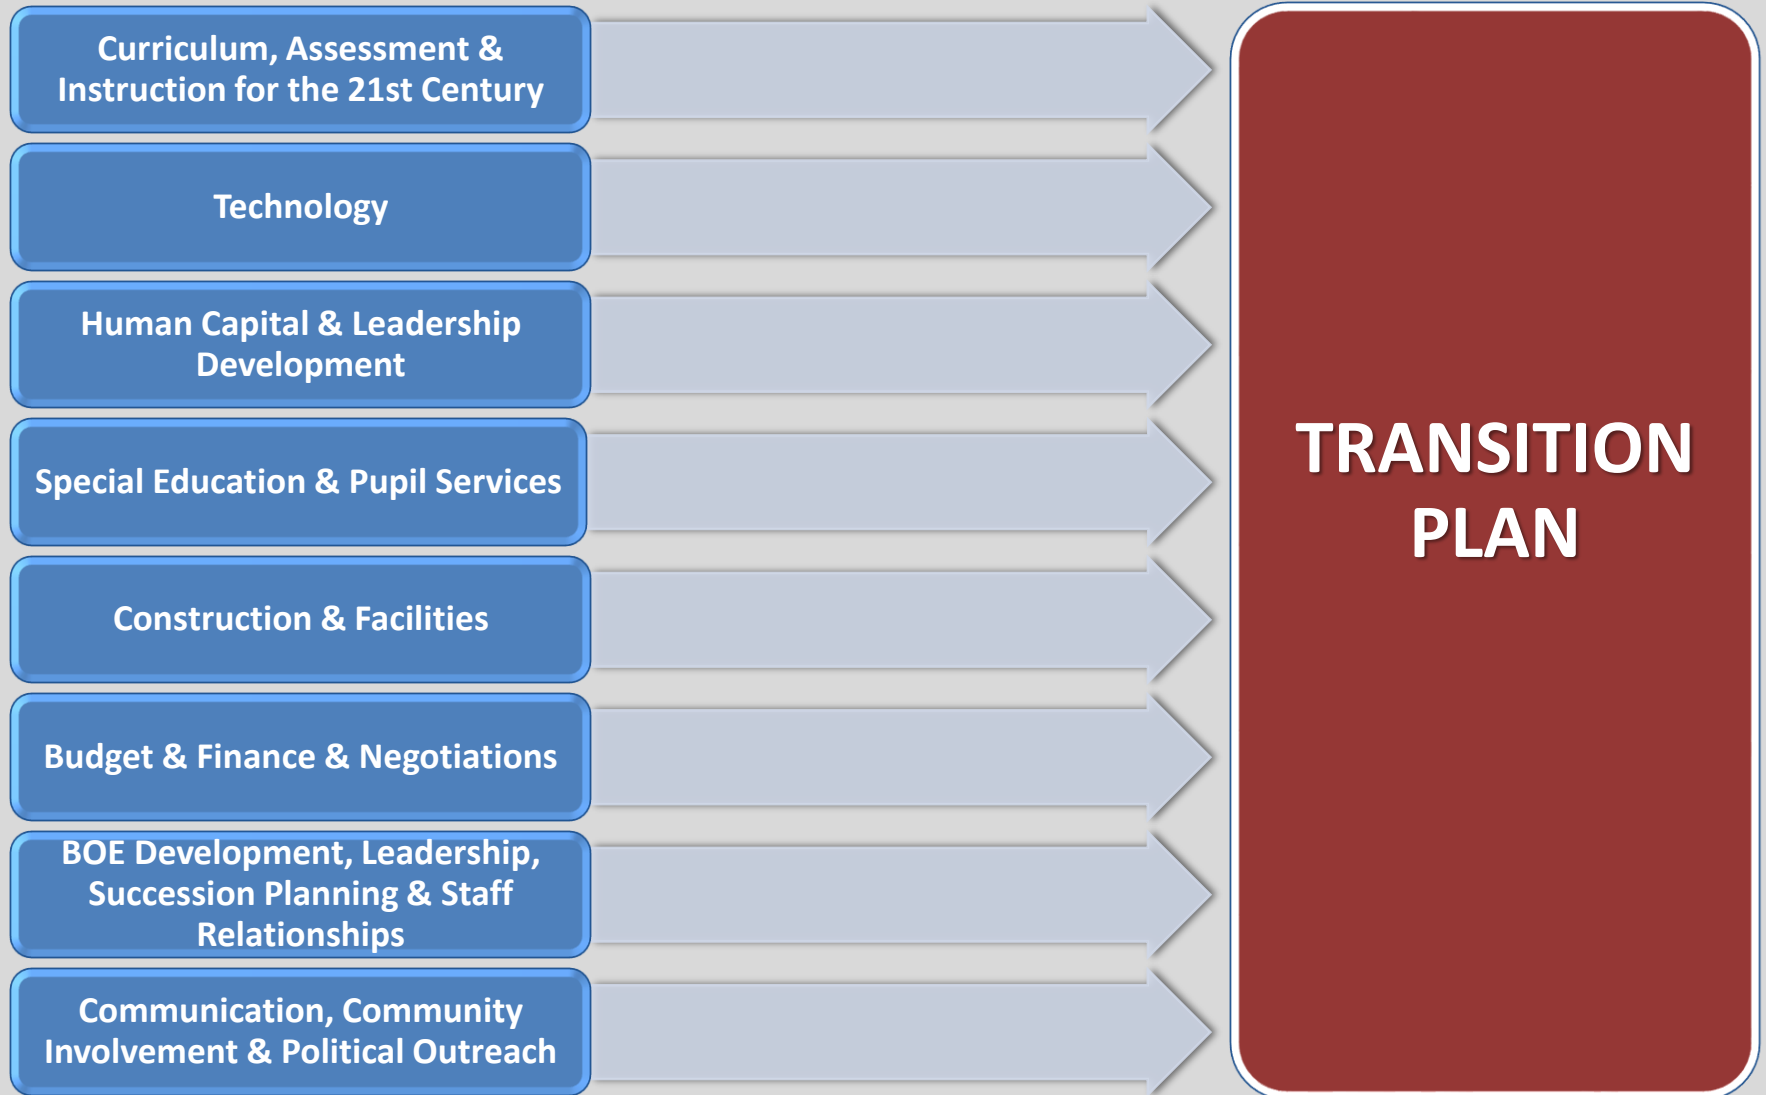 Curriculum, Assessment &
Instruction for the 21st Century
Technology
Human Capital & Leadership
Development
Special Education & Pupil Services
Construction & Facilities
Budget & Finance & Negotiations
BOE Development, Leadership,
Succession Planning & Staff
Relationships
Communication, Community
Involvement & Political Outreach
TRANSITION
PLAN